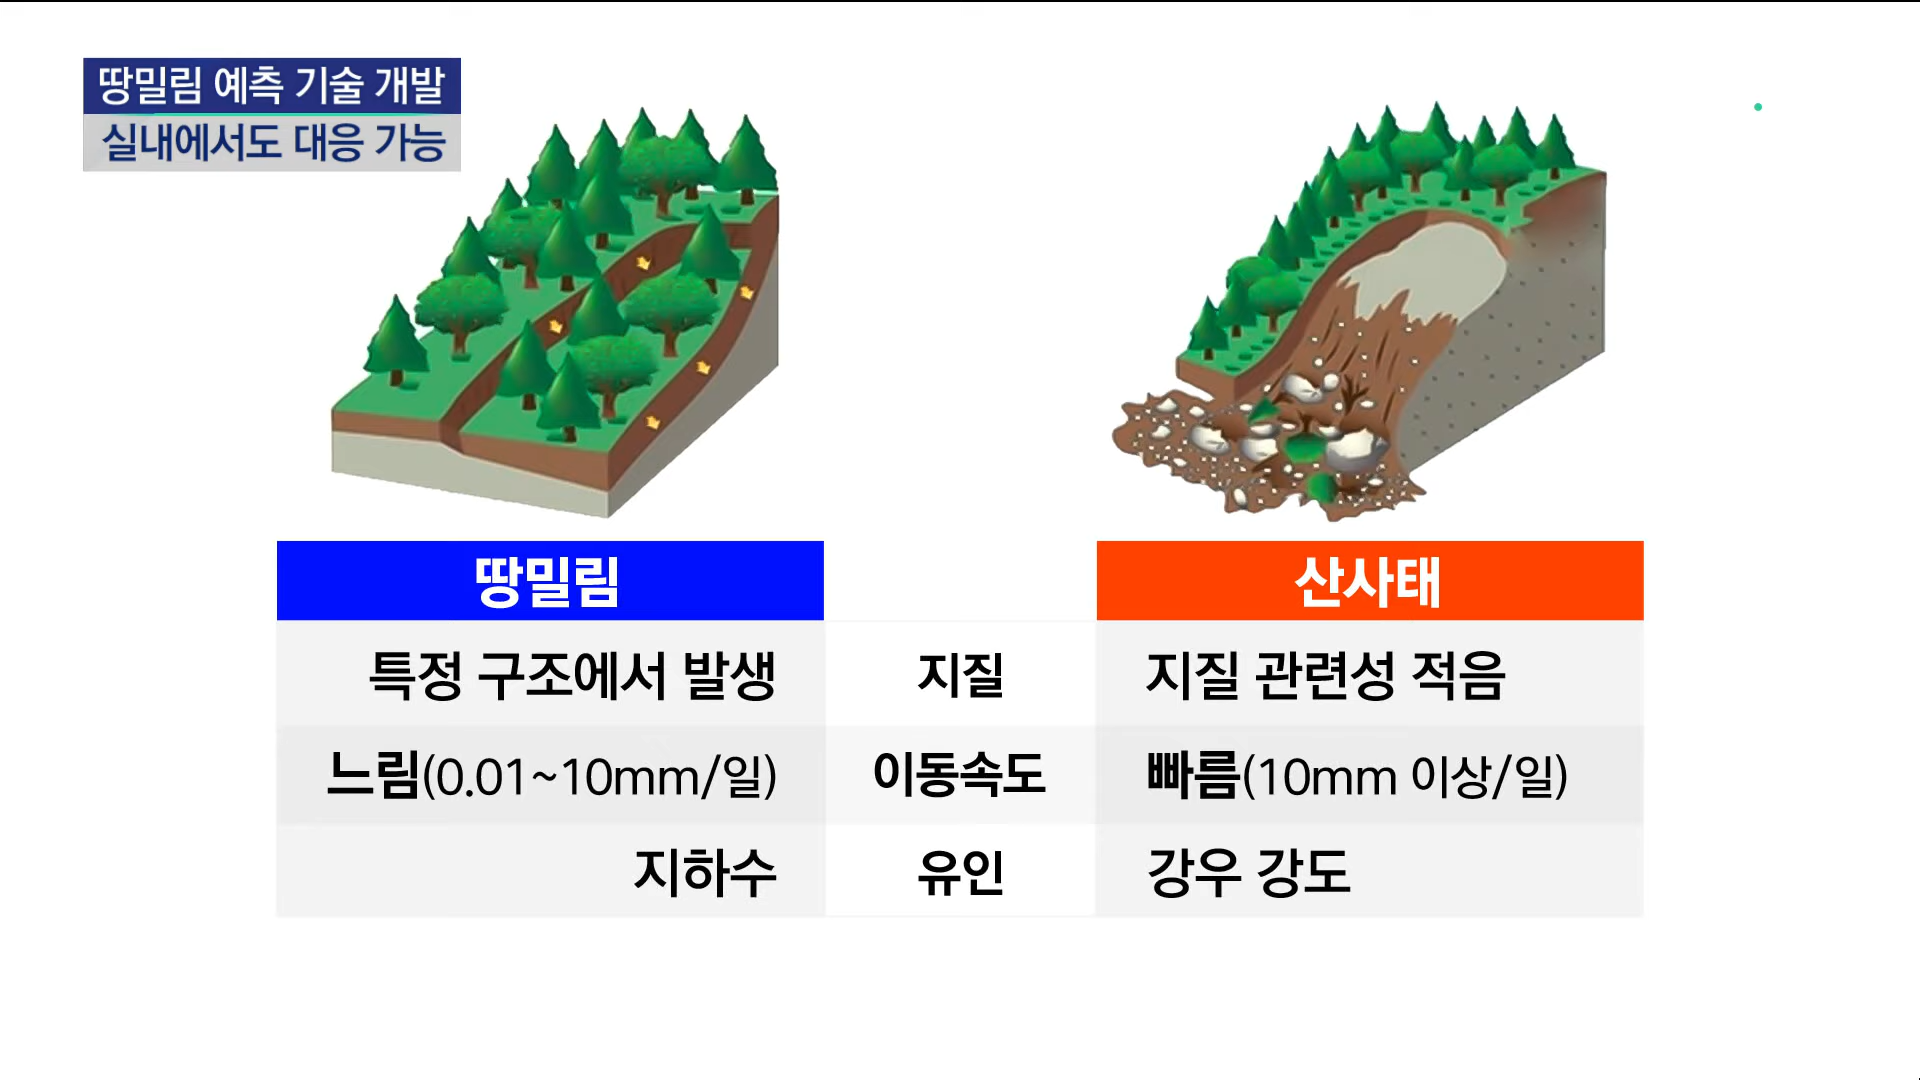 땅밀림 예측 기술 개발
실내에서도 대응 가능
땅밀림 산사태
특정 구조에서 발생 지질 지질 관련성 적음
느림(0.01~10mm/일) 이동속도 빠름(10mm 이상/일)
지하수 유인 강우 강도